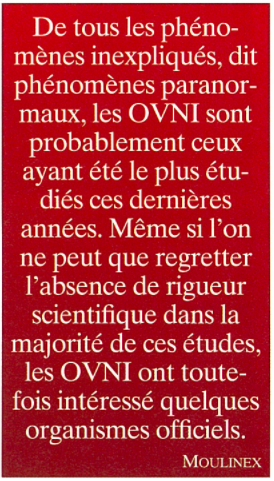 De tous les phéno-
mènes inexpliqués, dit
phénomènes paranor-
maux, les OVNI sont
probablement ceux
ayant été le plus étu-
diés ces dernières
années. Même si l'on
ne peut que regretter
l'absence de rigueur
scientifique dans la
majorité de ces études,
les OVNI ont toute-
fois intéressé quelques
organismes officiels.
MOULINEX